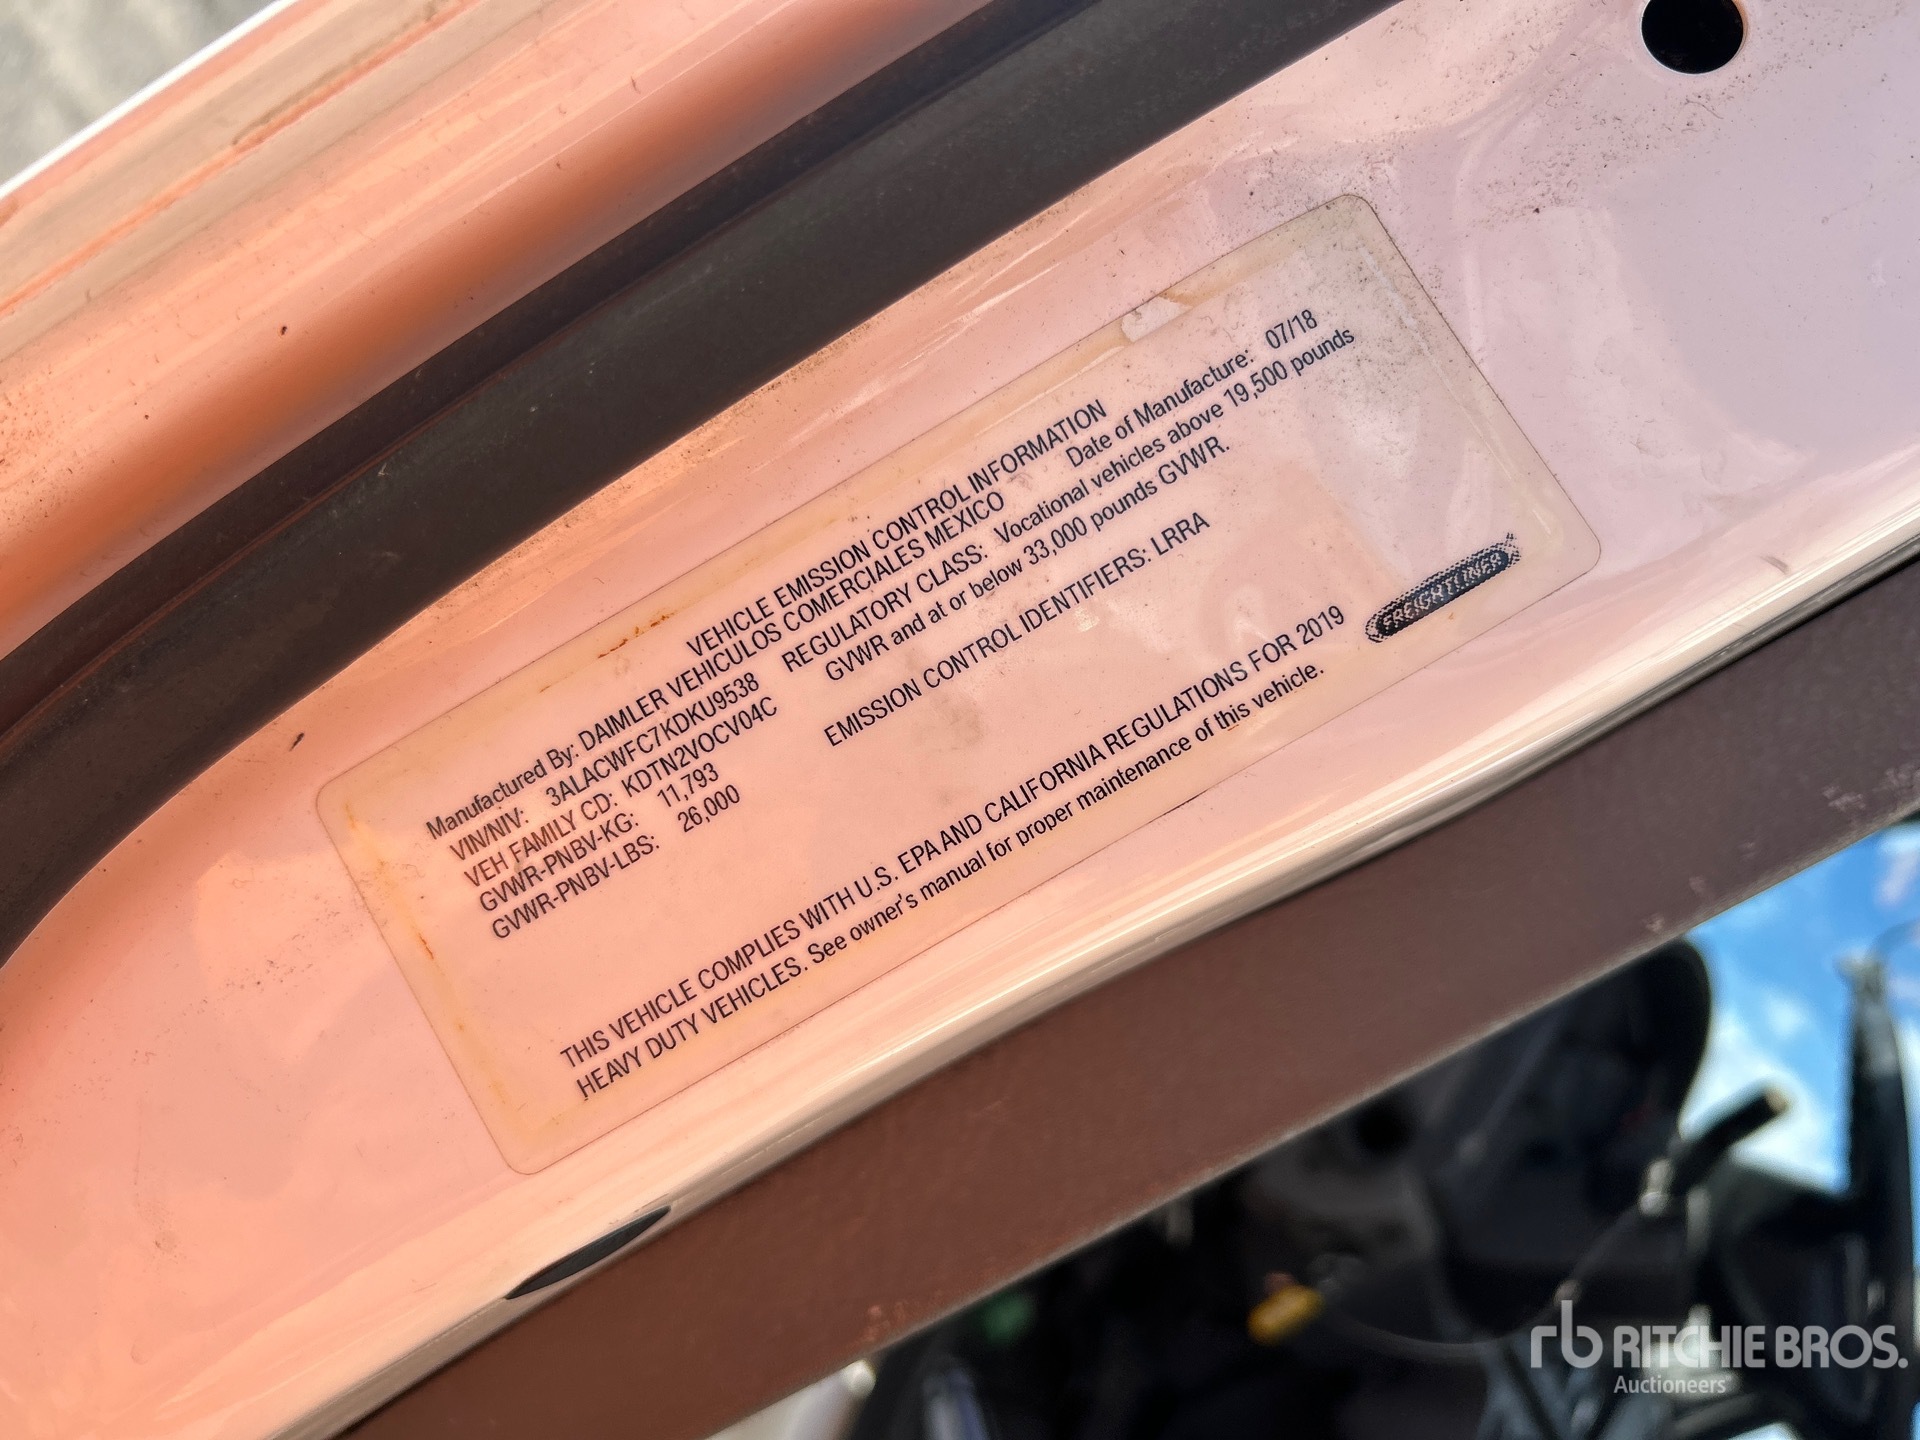 VEHICLE EMISSION CONTROL INFORMATION
Manufactured By: DAIMLER VEHICULOS COMERCIALES MEXICO Date of Manufacture: 07/18
VIN/NIV: 3ALACWFC7KDKU9538 REGULATORY CLASS: Vocational vehicles above 19,500 pounds
VEH FAMILY CD: KDTN2VOCV04C GVWR and at or below 33,000 pounds GVWR.
GVWR-PNBV-KG: 11,793
GVWR-PNBV-LBS: 26,000 EMISSION CONTROL IDENTIFIERS: LRRA
THIS VEHICLE COMPLIES WITH U.S. EPA AND CALIFORNIA REGULATIONS FOR 2019
HEAVY DUTY VEHICLES. See owner's manual for proper maintenance of this vehicle.
FREIGHTLINER
rb RITCHIE BROS.
Auctioneers